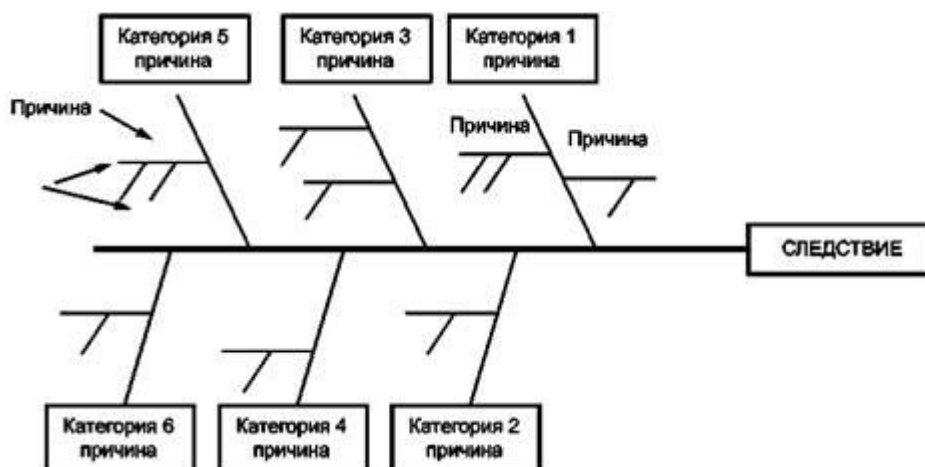 Категория 5
причина
Категория 3
причина
Категория 1
причина
Причина
Причина
Причина
СЛЕДСТВИЕ
Категория 6
причина
Категория 4
причина
Категория 2
причина